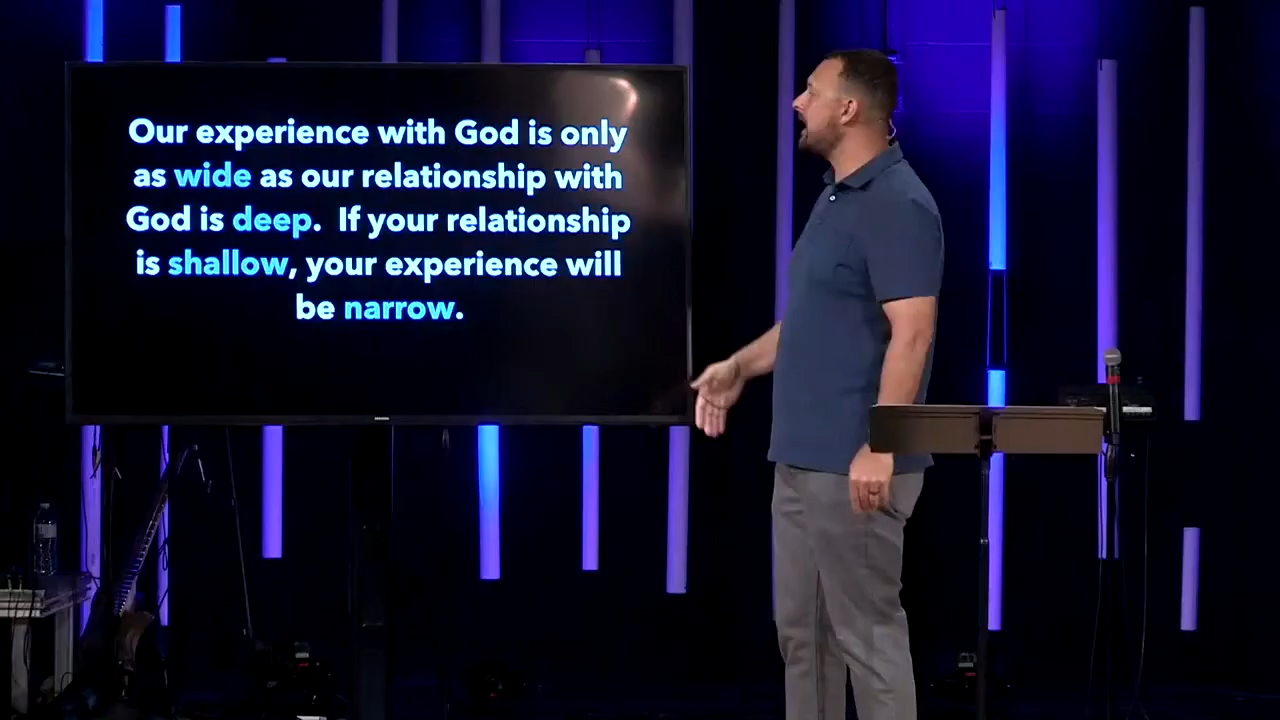 Our experience with God is only
as wide as our relationship with
God is deep.  If your relationship
is shallow, your experience will
be narrow.